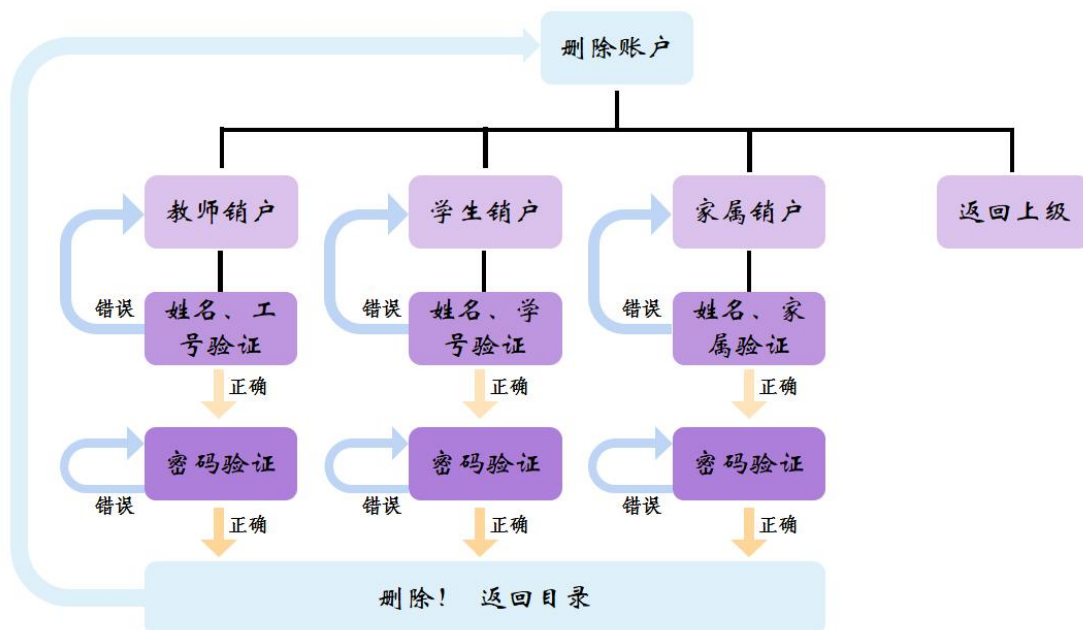 删除账户
教师销户
学生销户
家属销户
返回上级
错误
姓名、工
号验证
错误
姓名、学
号验证
错误
姓名、家
属验证
正确
正确
正确
密码验证
密码验证
密码验证
错误
正确
错误
正确
错误
正确
删除！ 返回目录